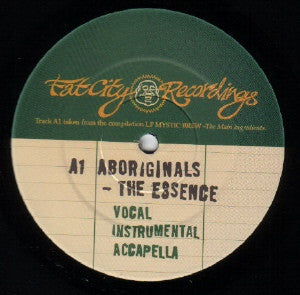 Fat City Recordings
Track A1 taken from the compilation LP MYSTIC BREW - The Main Ingredients
A1 ABORIGINALS
- THE ESSENCE
VOCAL
INSTRUMENTAL
ACCAPELLA